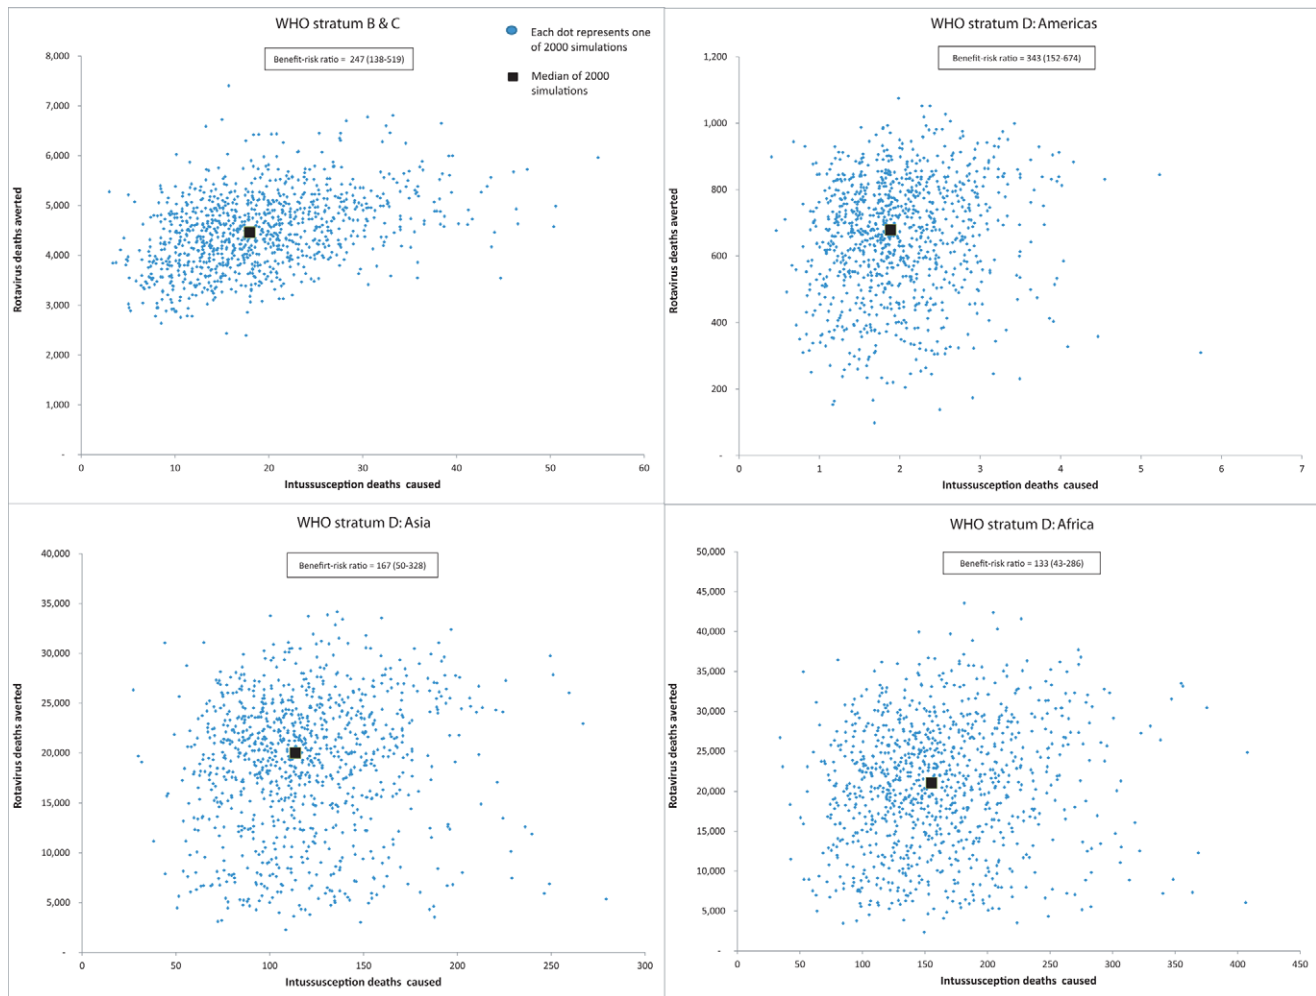 WHO stratum B & C
Benefit-risk ratio = 247 (138-519)
Each dot represents one
of 2000 simulations
Median of 2000
simulations
8,000
7,000
6,000
5,000
4,000
3,000
2,000
1,000
-
Rotavirus deaths averted
0 10 20 30 40 50 60
Intussusception deaths caused
WHO stratum D: Americas
Benefit-risk ratio = 343 (152-674)
1,200
1,000
800
600
400
200
-
Rotavirus deaths averted
0 1 2 3 4 5 6 7
Intussusception deaths caused
WHO stratum D: Asia
Benefirt-risk ratio = 167 (50-328)
40,000
35,000
30,000
25,000
20,000
15,000
10,000
5,000
-
Rotavirus deaths averted
0 50 100 150 200 250 300
Intussusception deaths caused
WHO stratum D: Africa
Benefit-risk ratio = 133 (43-286)
50,000
45,000
40,000
35,000
30,000
25,000
20,000
15,000
10,000
5,000
-
Rotavirus deaths averted
0 50 100 150 200 250 300 350 400 450
Intussusception deaths caused